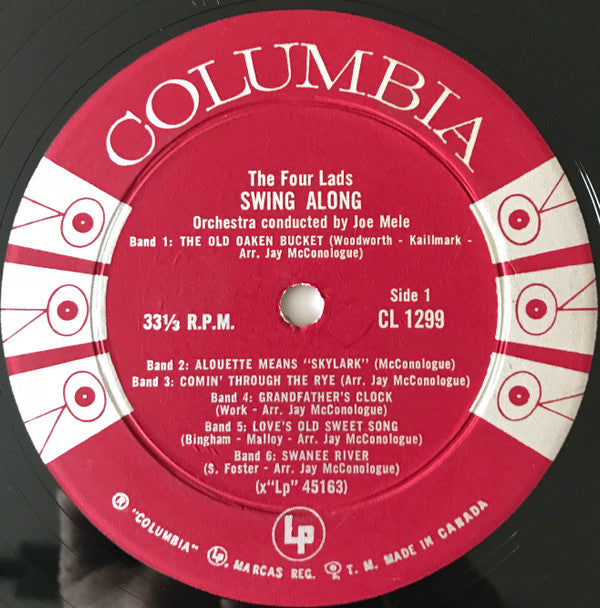 COLUMBIA
The Four Lads
SWING ALONG
Orchestra conducted by Joe Mele
Band 1: THE OLD OAKEN BUCKET (Woodworth - Kaillmark -
Arr. Jay McConologue)
33⅓ R.P.M.
Side 1
CL 1299
Band 2: ALOUETTE MEANS "SKYLARK" (McConologue)
Band 3: COMIN' THROUGH THE RYE (Arr. Jay McConologue)
Band 4: GRANDFATHER'S CLOCK
(Work - Arr. Jay McConologue)
Band 5: LOVE'S OLD SWEET SONG
(Bingham - Malloy - Arr. Jay McConologue)
Band 6: SWANEE RIVER
(S. Foster - Arr. Jay McConologue)
(x"Lp" 45163)
Lp
® "COLUMBIA", MARCAS REG. T. M. MADE IN CANADA